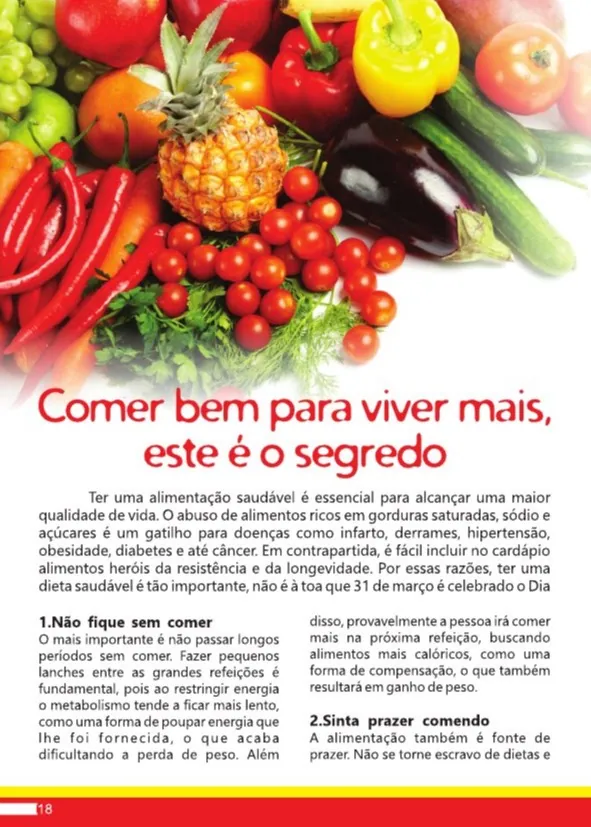 Comer bem para viver mais,
este é o segredo
Ter uma alimentação saudável é essencial para alcançar uma maior
qualidade de vida. O abuso de alimentos ricos em gorduras saturadas, sódio e
açúcares é um gatilho para doenças como infarto, derrames, hipertensão,
obesidade, diabetes e até câncer. Em contrapartida, é fácil incluir no cardápio
alimentos heróis da resistência e da longevidade. Por essas razões, ter uma
dieta saudável é tão importante, não é à toa que 31 de março é celebrado o Dia
1.Não fique sem comer
O mais importante é não passar longos
períodos sem comer. Fazer pequenos
lanches entre as grandes refeições é
fundamental, pois ao restringir energia
o metabolismo tende a ficar mais lento,
como uma forma de poupar energia que
lhe foi fornecida, o que acaba
dificultando a perda de peso. Além
disso, provavelmente a pessoa irá comer
mais na próxima refeição, buscando
alimentos mais calóricos, como uma
forma de compensação, o que também
resultará em ganho de peso.
2.Sinta prazer comendo
A alimentação também é fonte de
prazer. Não se torne escravo de dietas e
18